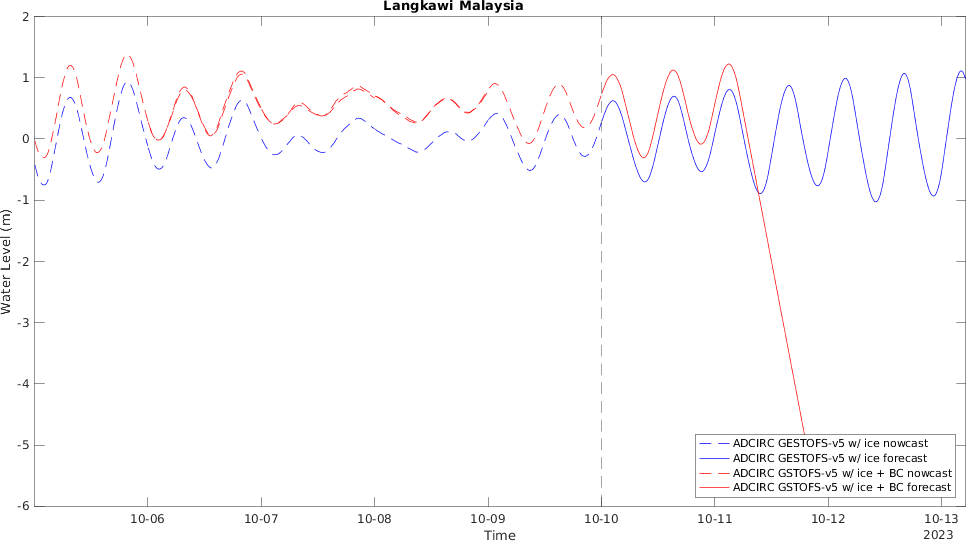 Langkawi Malaysia
2
1
0
-1
-2
-3
-4
-5
-6
Water Level (m)
ADCIRC GESTOFS-v5 w/ ice nowcast
ADCIRC GESTOFS-v5 w/ ice forecast
ADCIRC GSTOFS-v5 w/ ice + BC nowcast
ADCIRC GSTOFS-v5 w/ ice + BC forecast
10-06
10-07
10-08
10-09
10-10
10-11
10-12
10-13
Time
2023